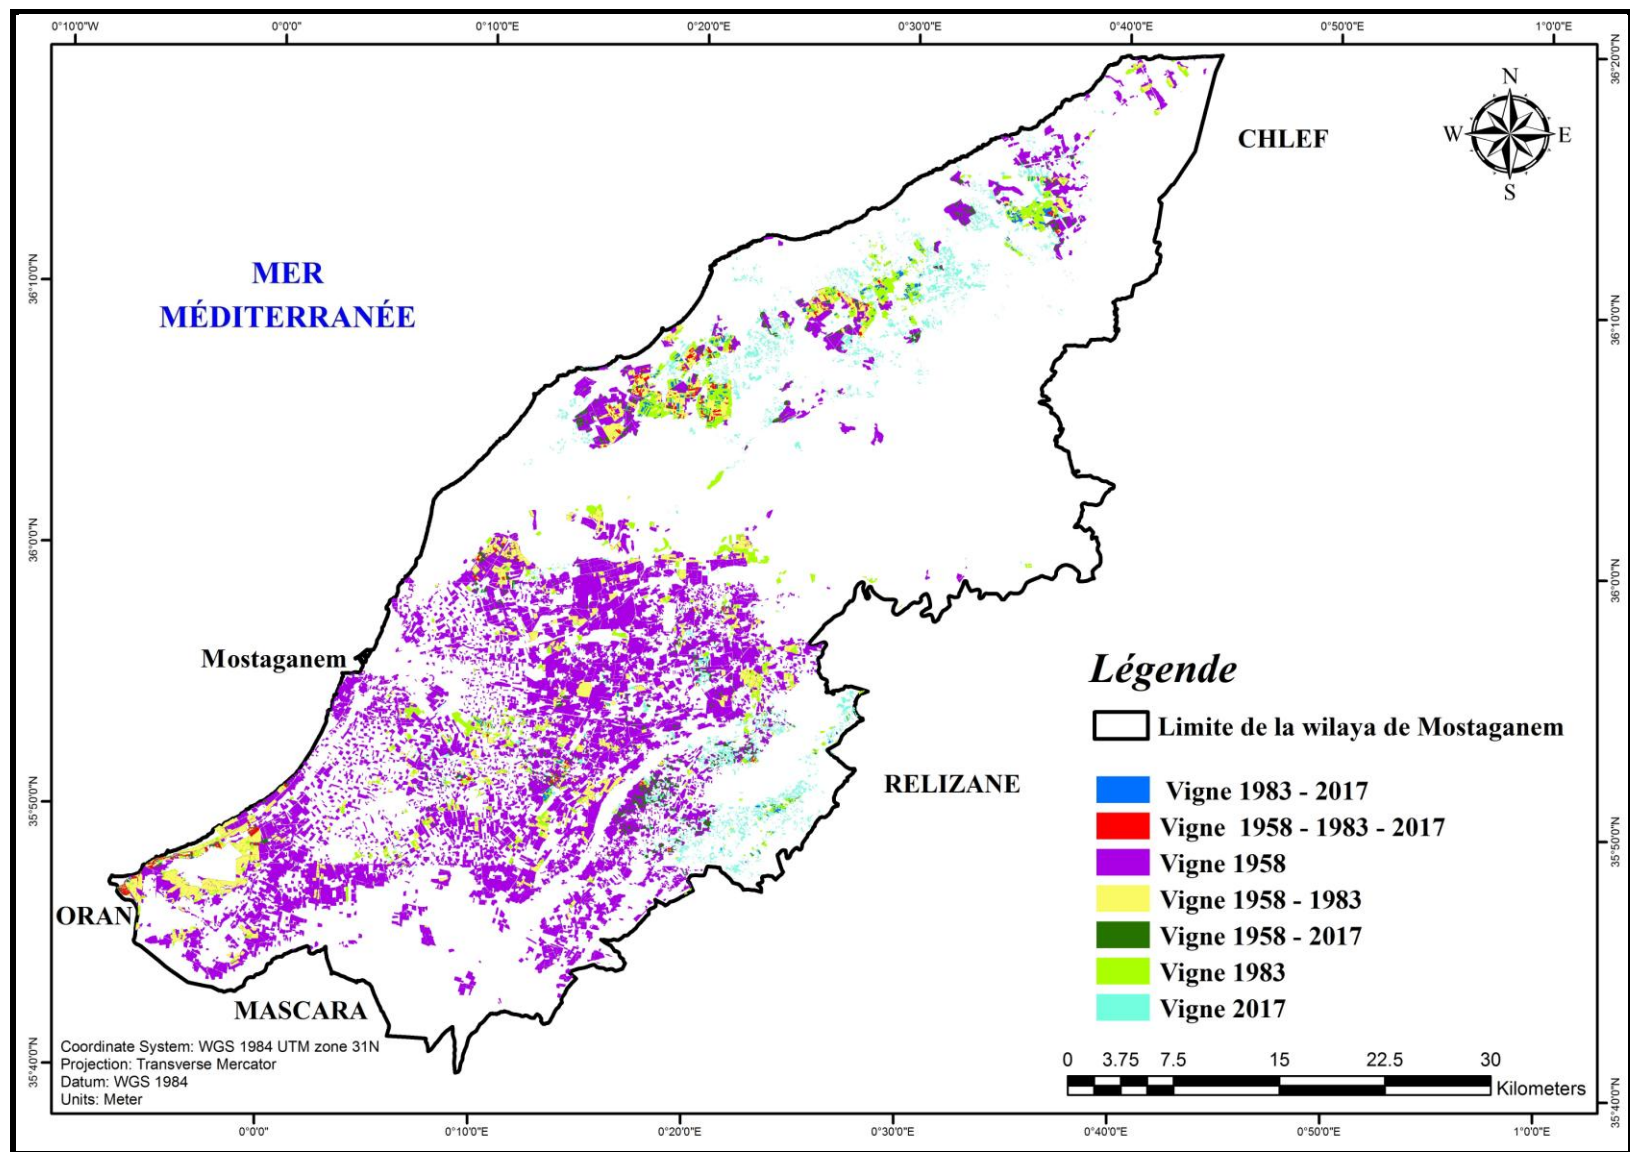 0°10'0"W 0°0'0" 0°10'0"E 0°20'0"E 0°30'0"E 0°40'0"E 0°50'0"E 1°0'0"E
36°20'0"N
N
W E
S
CHLEF
MER
MÉDITERRANÉE
36°10'0"N
36°10'0"N
36°0'0"N
36°0'0"N
Mostaganem
Légende
Limite de la wilaya de Mostaganem
RELIZANE
Vigne 1983 - 2017
Vigne 1958 - 1983 - 2017
Vigne 1958
Vigne 1958 - 1983
Vigne 1958 - 2017
Vigne 1983
Vigne 2017
35°50'0"N
35°50'0"N
ORAN
MASCARA
Coordinate System: WGS 1984 UTM zone 31N
Projection: Transverse Mercator
Datum: WGS 1984
Units: Meter
0 3.75 7.5 15 22.5 30
Kilometers
35°40'0"N
35°40'0"N
0°0'0" 0°10'0"E 0°20'0"E 0°30'0"E 0°40'0"E 0°50'0"E 1°0'0"E